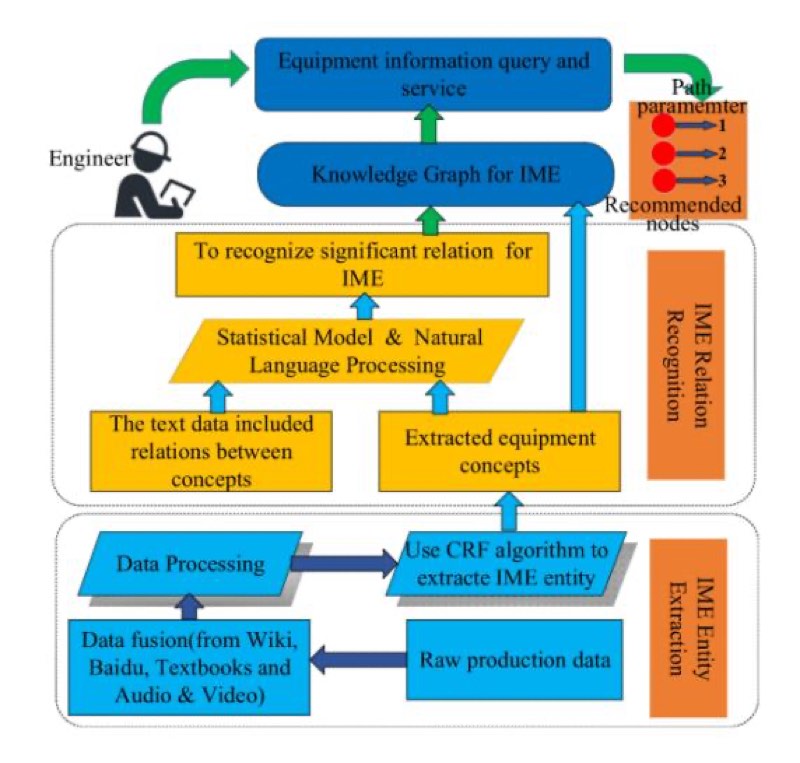 Equipment information query and
service
Path
paramemter
1
2
3
Recommended
nodes
Engineer
Knowledge Graph for IME
To recognize significant relation for
IME
Statistical Model & Natural
Language Processing
The text data included
relations between
concepts
Extracted equipment
concepts
IME Relation
Recognition
Data Processing
Use CRF algorithm to
extracte IME entity
Data fusion(from Wiki,
Baidu, Textbooks and
Audio & Video)
Raw production data
IME Entity
Extraction